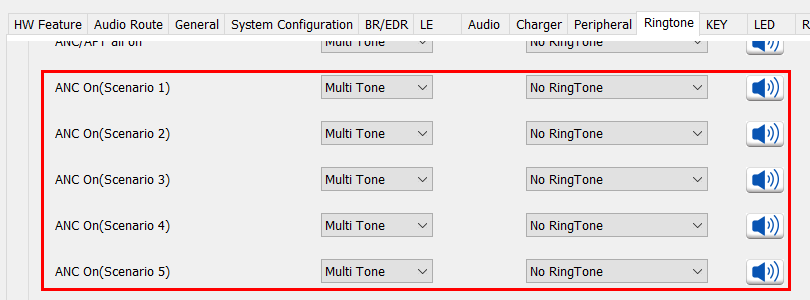 HW Feature Audio Route General System Configuration BR/EDR LE Audio Charger Peripheral Ringtone KEY LED R
ANC/APT all on Multi Tone No RingTone
ANC On(Scenario 1) Multi Tone No RingTone
ANC On(Scenario 2) Multi Tone No RingTone
ANC On(Scenario 3) Multi Tone No RingTone
ANC On(Scenario 4) Multi Tone No RingTone
ANC On(Scenario 5) Multi Tone No RingTone